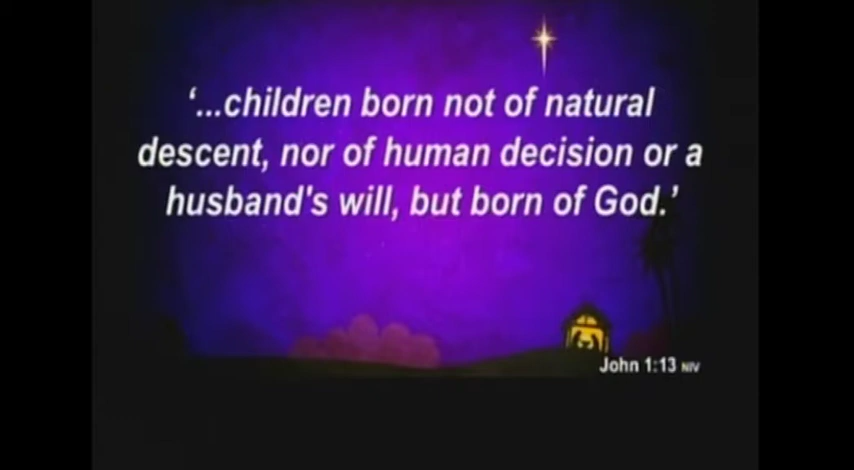 ‘...children born not of natural
descent, nor of human decision or a
husband's will, but born of God.’
John 1:13 NIV